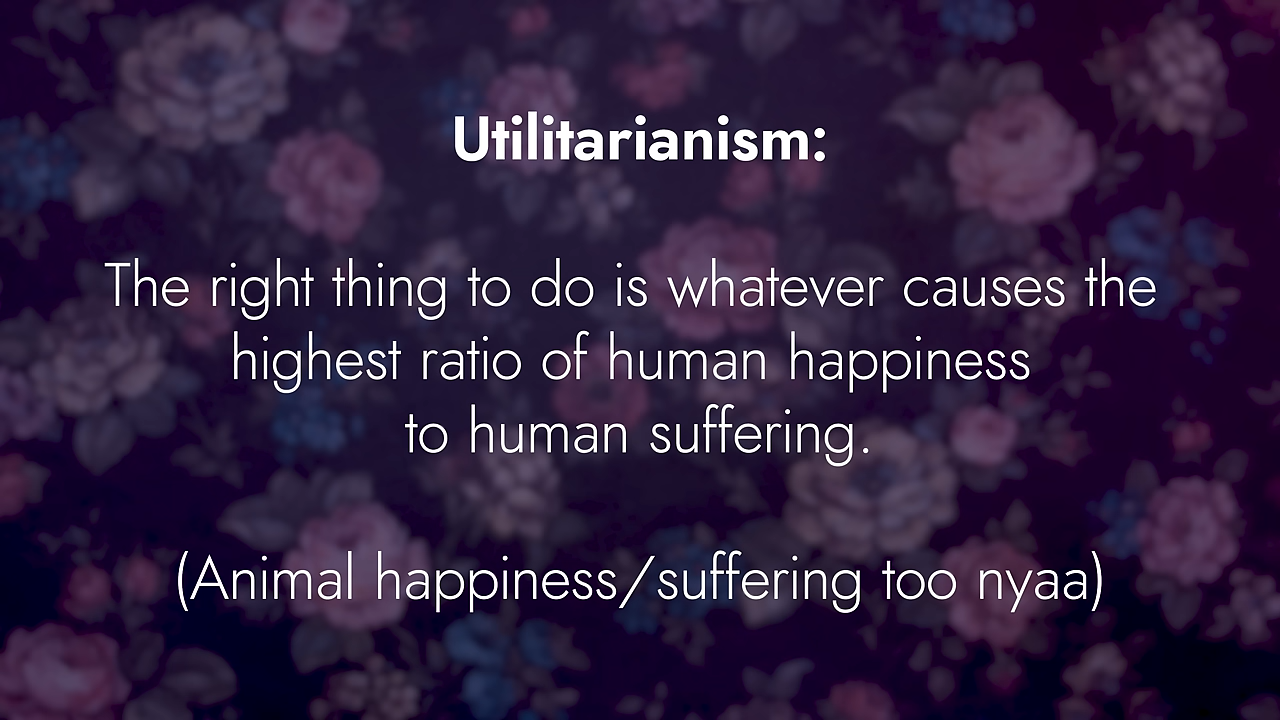 Utilitarianism:
The right thing to do is whatever causes the
highest ratio of human happiness
to human suffering.
(Animal happiness/suffering too nyaa)